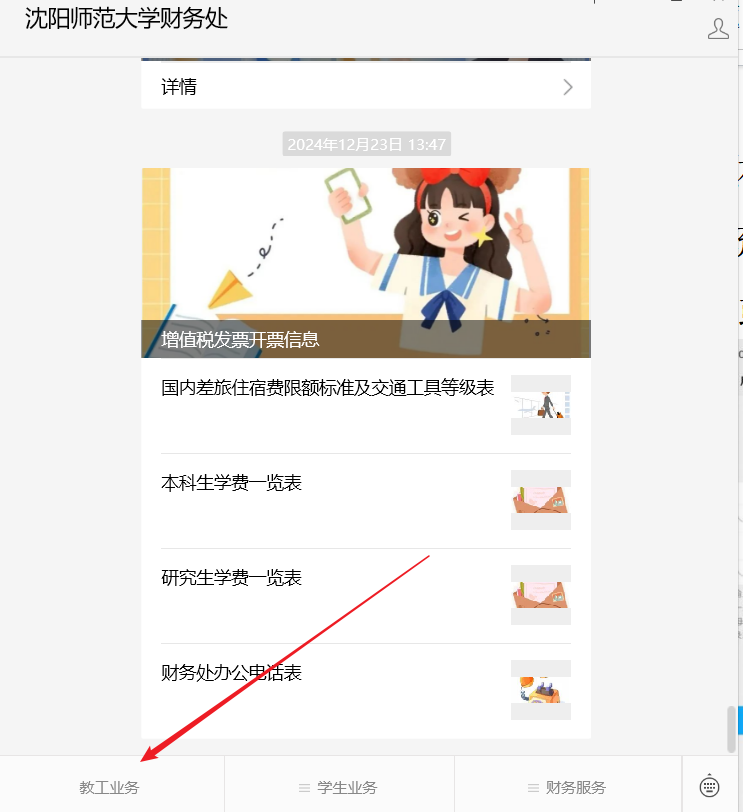 沈阳师范大学财务处
详情
2024年12月23日 13:47
增值税发票开票信息
国内差旅住宿费限额标准及交通工具等级表
本科生学费一览表
研究生学费一览表
财务处办公电话表
教工业务
学生业务
财务服务